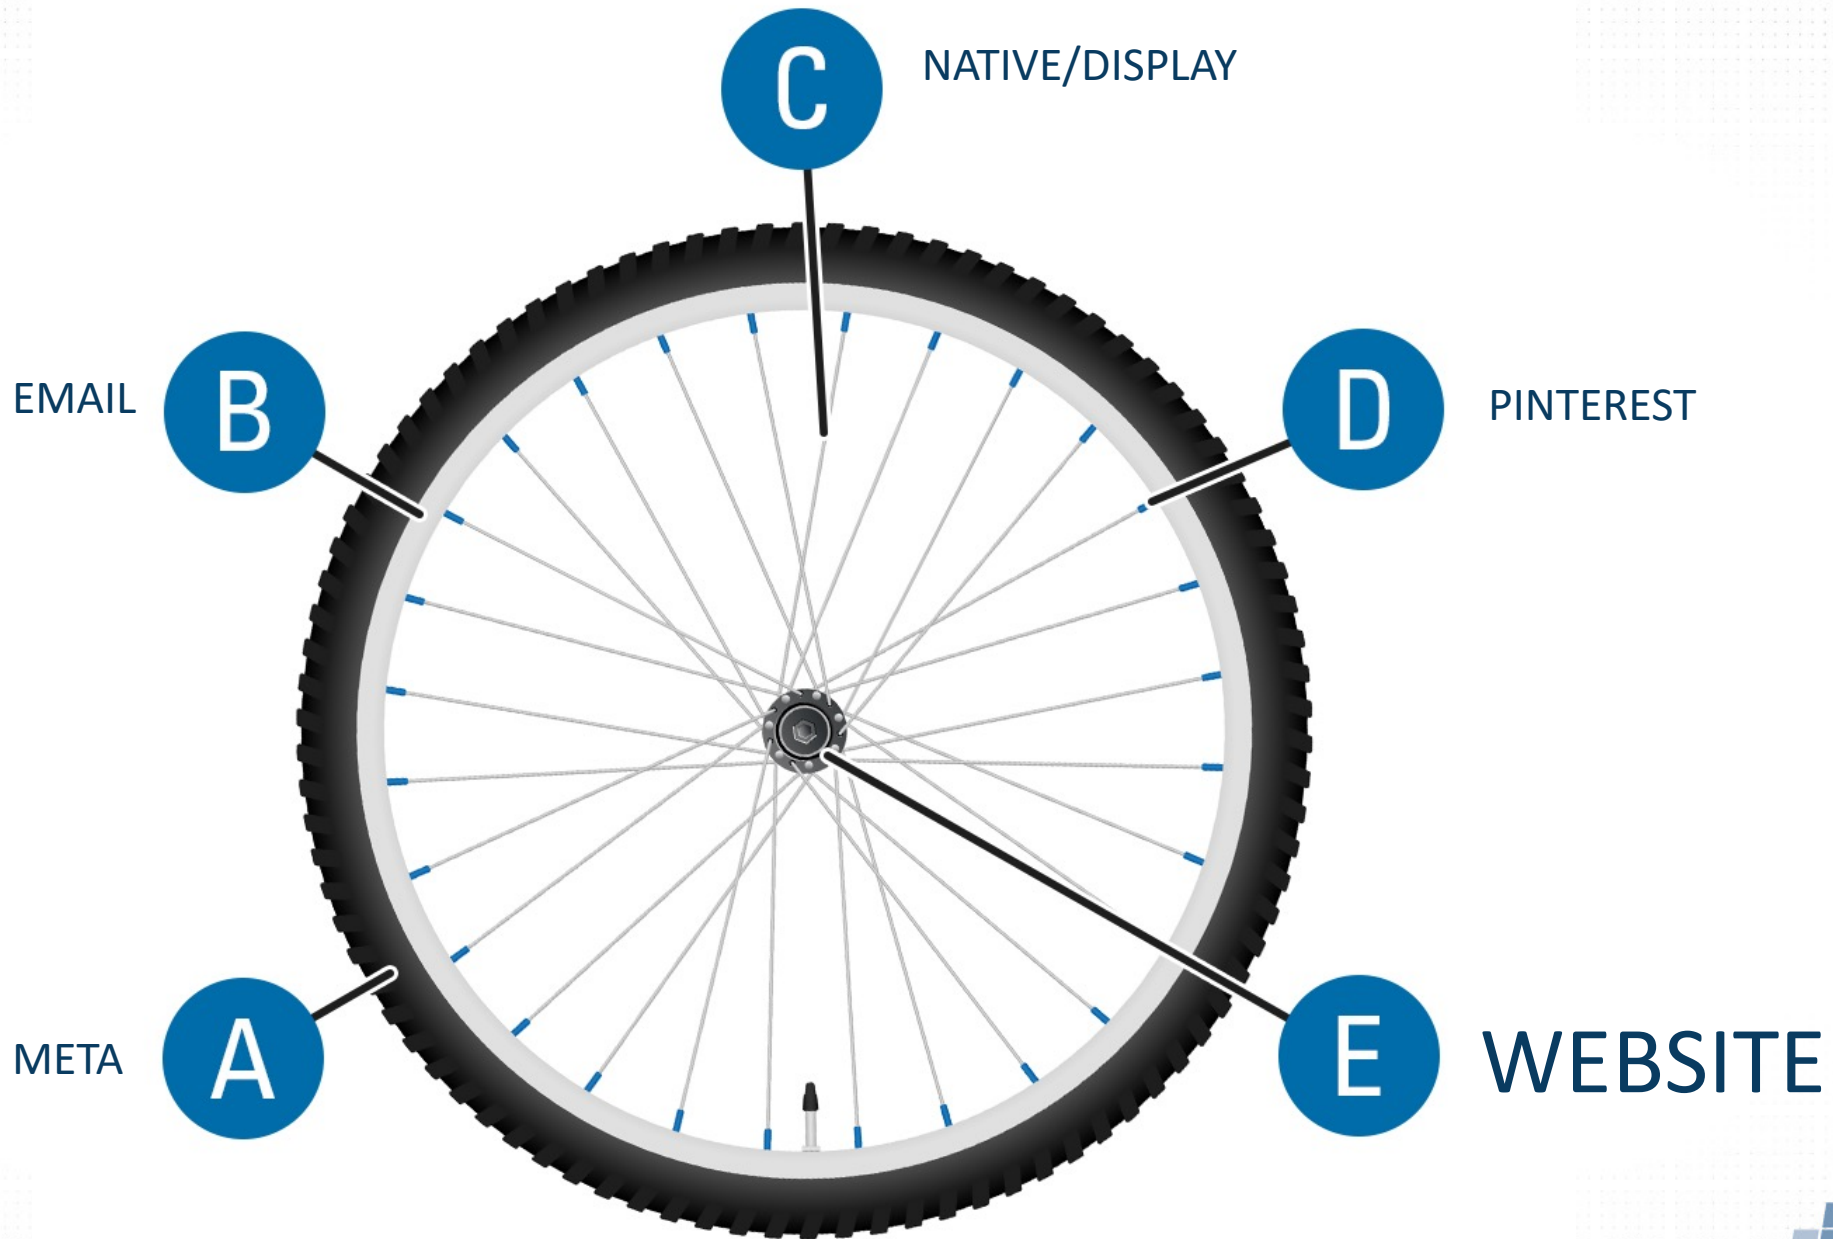 C
NATIVE/DISPLAY
EMAIL
B
D
PINTEREST
META
A
E
WEBSITE